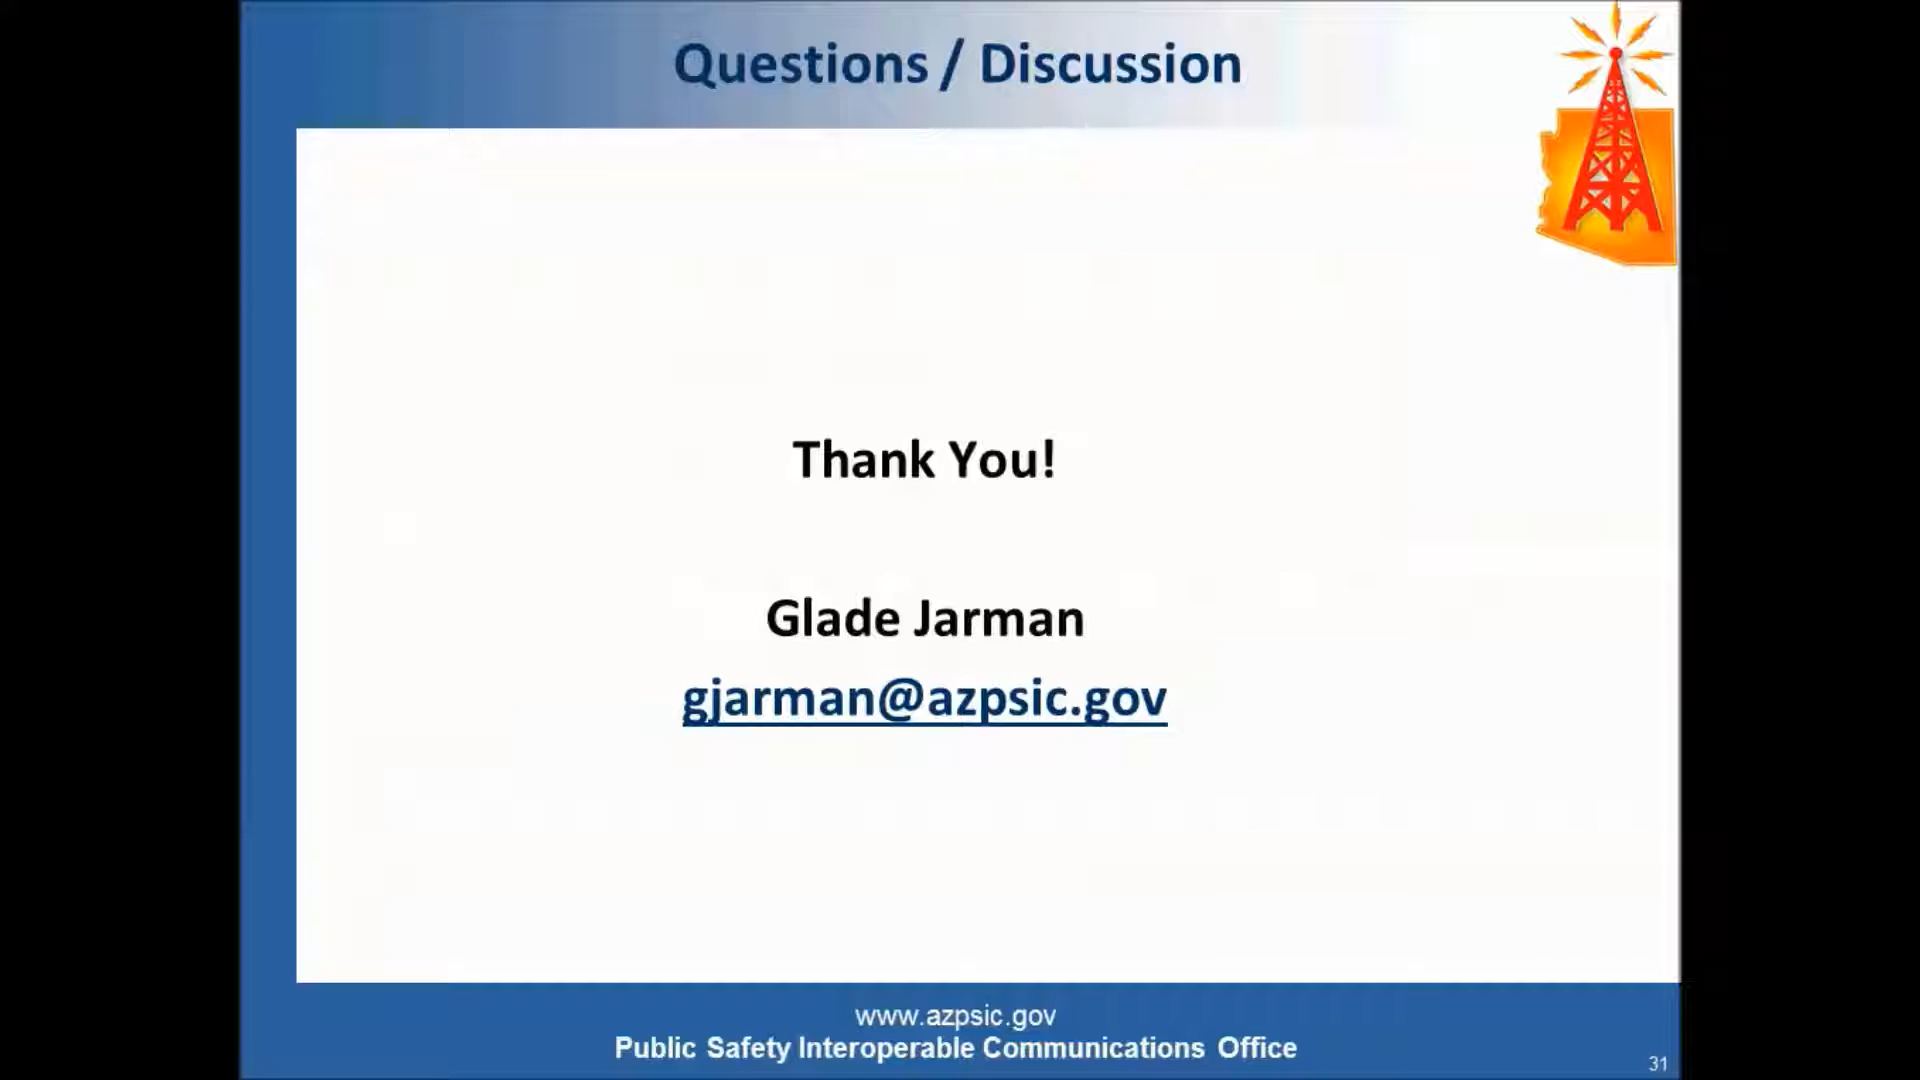 Questions / Discussion
Thank You!
Glade Jarman
gjarman@azpsic.gov
www.azpsic.gov
Public Safety Interoperable Communications Office
31